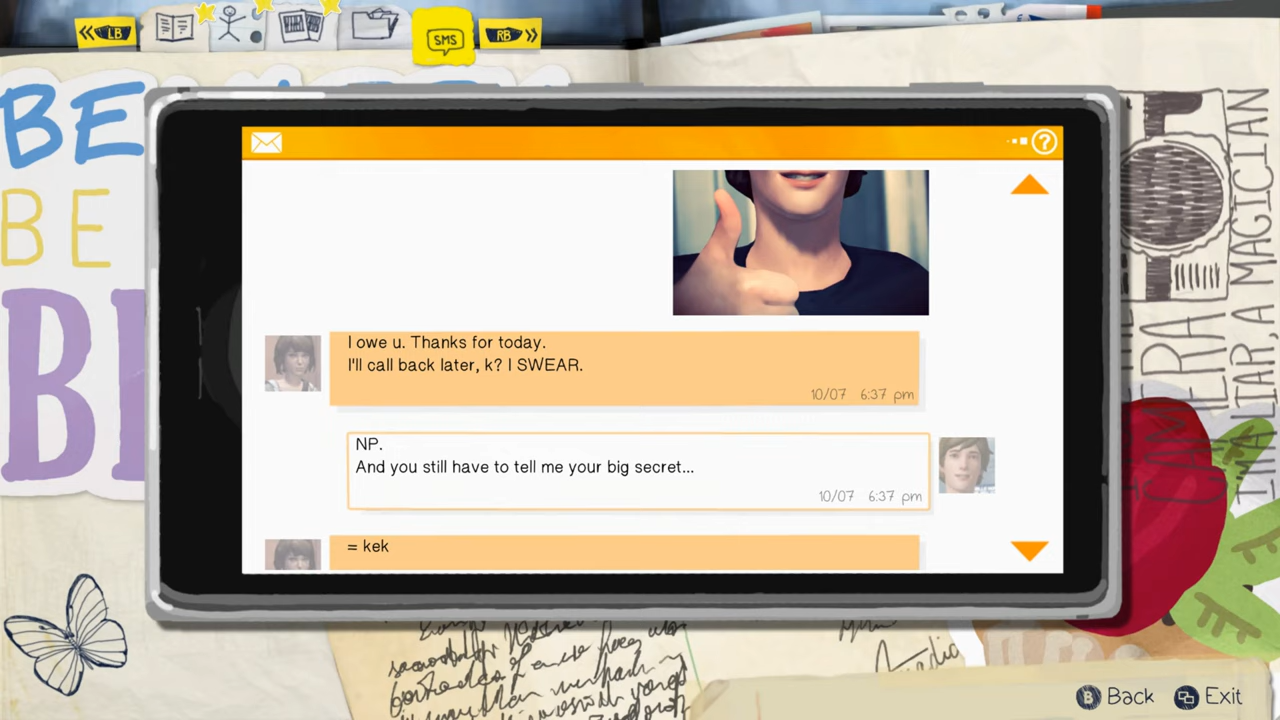 LB
SMS
RB
BE
BE
I owe u. Thanks for today.
I'll call back later, k? I SWEAR.
10/07 6:37 pm
NP.
And you still have to tell me your big secret...
10/07 6:37 pm
= kek
?
CAMERA
LIAR, A MAGICIAN
B Back
Exit